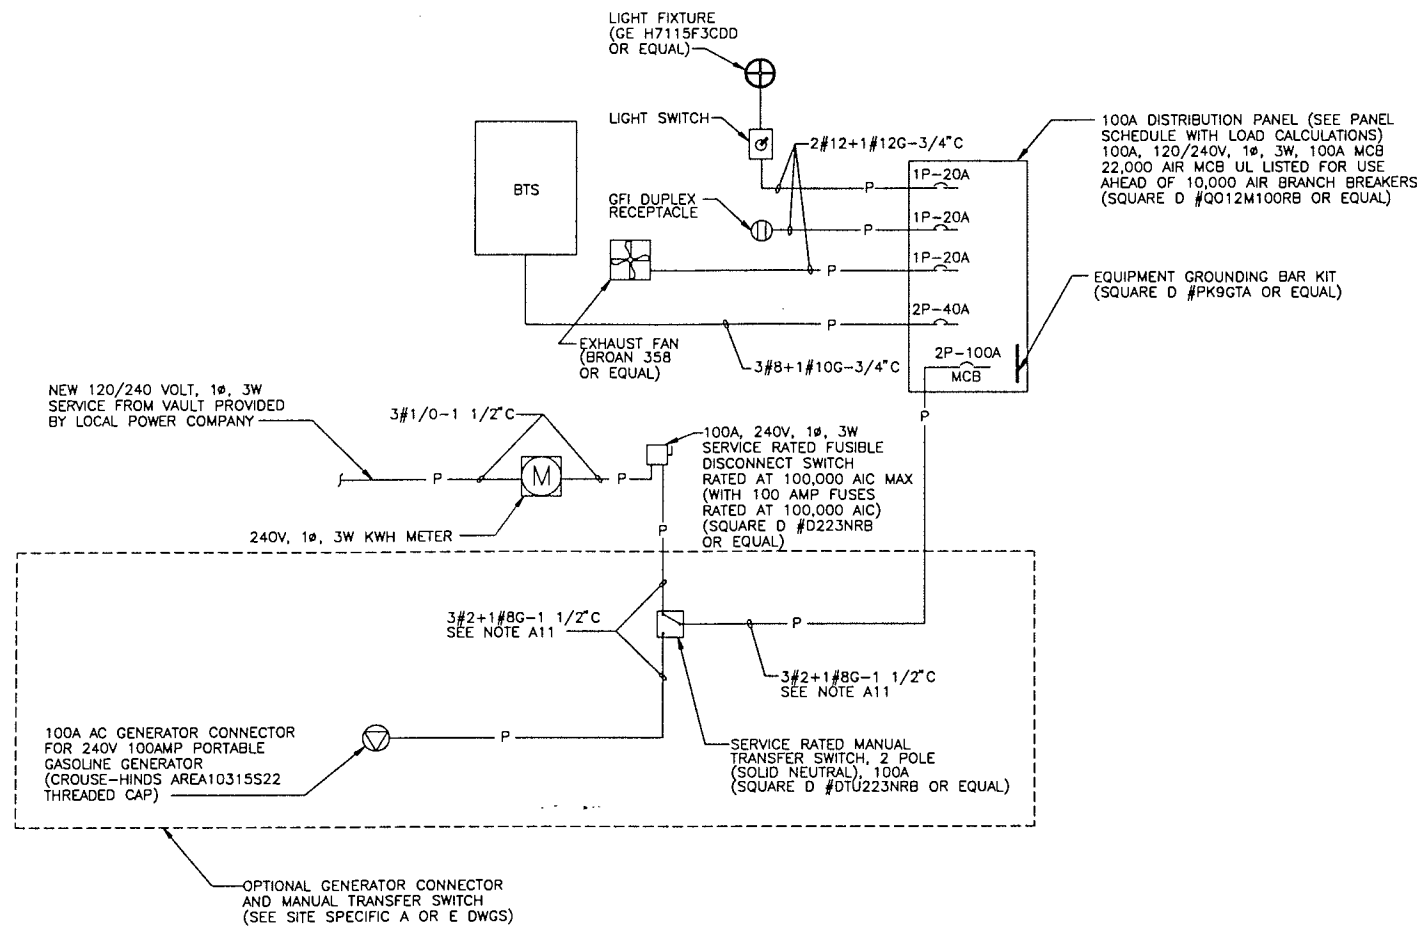 LIGHT FIXTURE
(GE H7115F3CDD
OR EQUAL)
LIGHT SWITCH
2#12+1#12G-3/4"C
100A DISTRIBUTION PANEL (SEE PANEL
SCHEDULE WITH LOAD CALCULATIONS)
100A, 120/240V, 1ø, 3W, 100A MCB
22,000 AIR MCB UL LISTED FOR USE
AHEAD OF 10,000 AIR BRANCH BREAKERS
(SQUARE D #QO12M100RB OR EQUAL)
BTS
1P-20A
P
GFI DUPLEX
RECEPTACLE
1P-20A
P
1P-20A
P
EQUIPMENT GROUNDING BAR KIT
(SQUARE D #PK9GTA OR EQUAL)
2P-40A
P
EXHAUST FAN
(BROAN 358
OR EQUAL)
3#8+1#10G-3/4"C
2P-100A
MCB
P
NEW 120/240 VOLT, 1ø, 3W
SERVICE FROM VAULT PROVIDED
BY LOCAL POWER COMPANY
3#1/0-1 1/2"C
P
M
P
100A, 240V, 1ø, 3W
SERVICE RATED FUSIBLE
DISCONNECT SWITCH
RATED AT 100,000 AIC MAX
(WITH 100 AMP FUSES
RATED AT 100,000 AIC)
(SQUARE D #D223NRB
OR EQUAL)
240V, 1ø, 3W KWH METER
P
3#2+1#8G-1 1/2"C
SEE NOTE A11
P
3#2+1#8G-1 1/2"C
SEE NOTE A11
100A AC GENERATOR CONNECTOR
FOR 240V 100AMP PORTABLE
GASOLINE GENERATOR
(CROUSE-HINDS AREA10315S22
THREADED CAP)
P
SERVICE RATED MANUAL
TRANSFER SWITCH, 2 POLE
(SOLID NEUTRAL), 100A
(SQUARE D #DTU223NRB OR EQUAL)
OPTIONAL GENERATOR CONNECTOR
AND MANUAL TRANSFER SWITCH
(SEE SITE SPECIFIC A OR E DWGS)